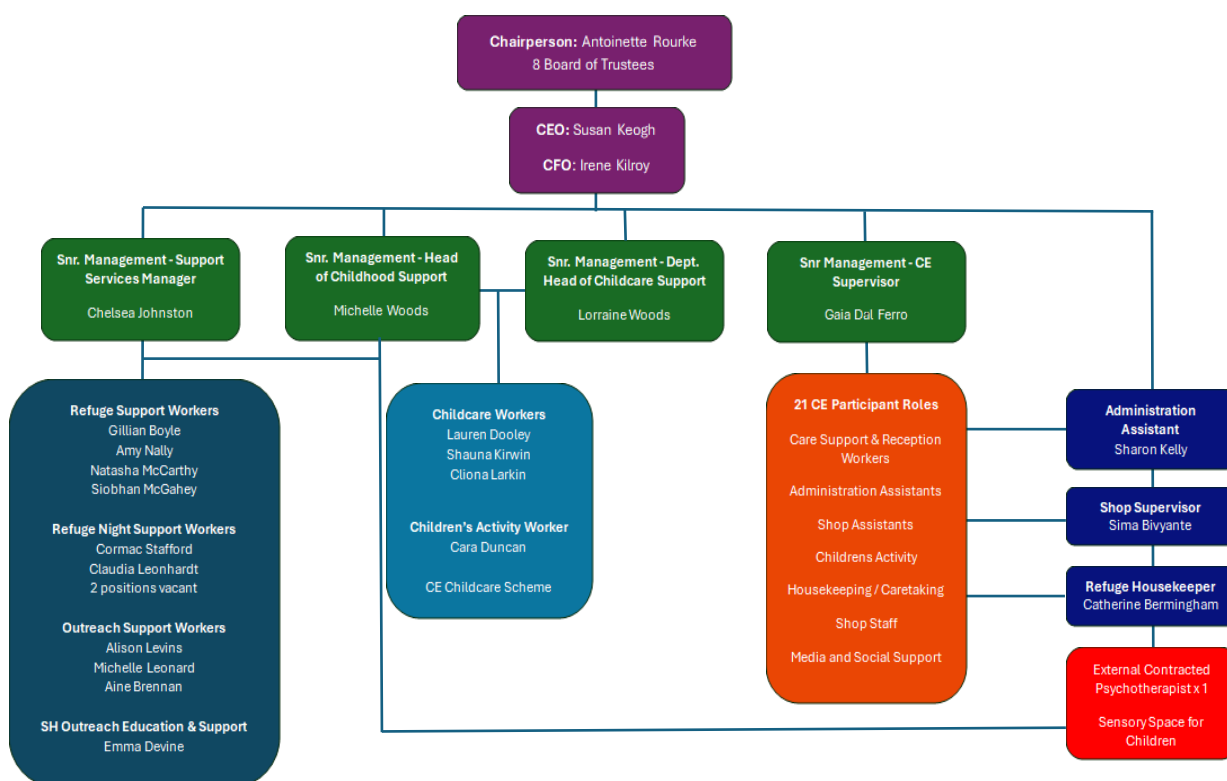 Chairperson: Antoinette Rourke
8 Board of Trustees
CEO: Susan Keogh
CFO: Irene Kilroy
Snr. Management - Support
Services Manager
Chelsea Johnston
Snr. Management - Head
of Childhood Support
Michelle Woods
Snr. Management - Dept.
Head of Childcare Support
Lorraine Woods
Snr Management - CE
Supervisor
Gaia Dal Ferro
Refuge Support Workers
Gillian Boyle
Amy Nally
Natasha McCarthy
Siobhan McGahey
Refuge Night Support Workers
Cormac Stafford
Claudia Leonhardt
2 positions vacant
Outreach Support Workers
Alison Levins
Michelle Leonard
Aine Brennan
SH Outreach Education & Support
Emma Devine
Childcare Workers
Lauren Dooley
Shauna Kirwin
Cliona Larkin
Children's Activity Worker
Cara Duncan
CE Childcare Scheme
21 CE Participant Roles
Care Support & Reception
Workers
Administration Assistants
Shop Assistants
Childrens Activity
Housekeeping / Caretaking
Shop Staff
Media and Social Support
Administration
Assistant
Sharon Kelly
Shop Supervisor
Sima Bivyante
Refuge Housekeeper
Catherine Bermingham
External Contracted
Psychotherapist x 1
Sensory Space for
Children